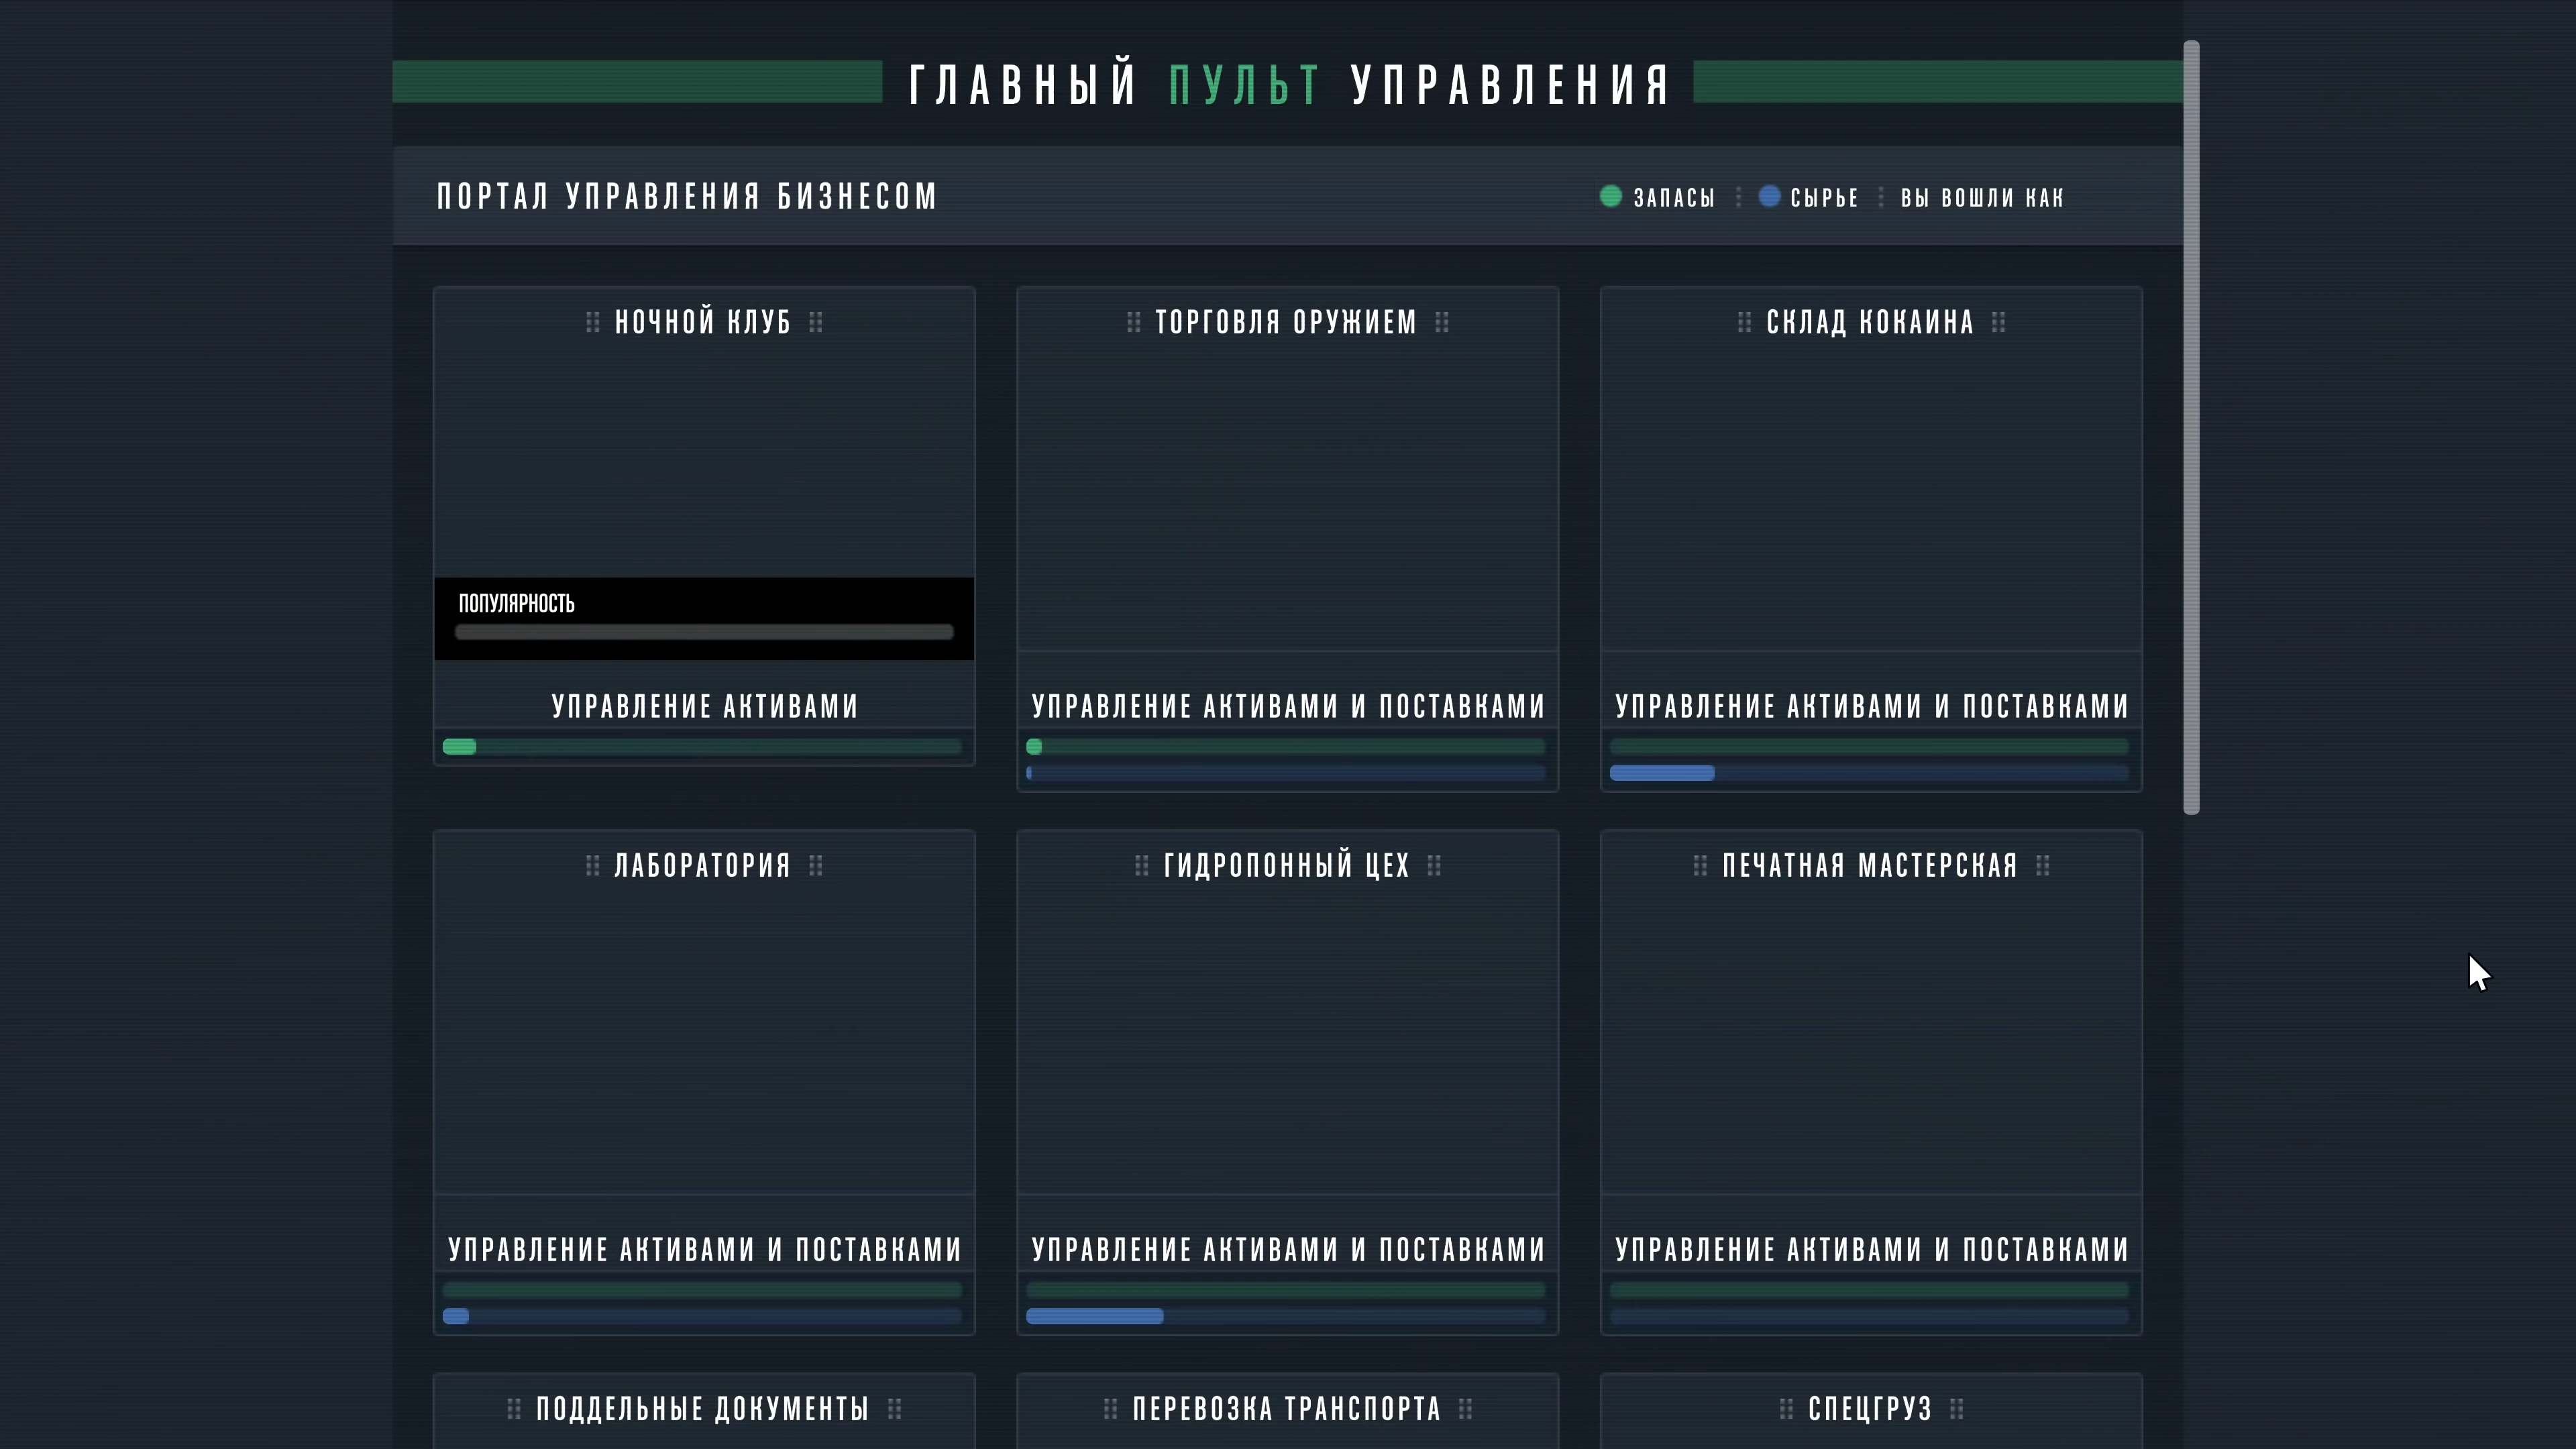 ГЛАВНЫЙ ПУЛЬТ УПРАВЛЕНИЯ
ПОРТАЛ УПРАВЛЕНИЯ БИЗНЕСОМ
ЗАПАСЫ СЫРЬЕ ВЫ ВОШЛИ КАК
НОЧНОЙ КЛУБ
ТОРГОВЛЯ ОРУЖИЕМ
СКЛАД КОКАИНА
ПОПУЛЯРНОСТЬ
УПРАВЛЕНИЕ АКТИВАМИ
УПРАВЛЕНИЕ АКТИВАМИ И ПОСТАВКАМИ
УПРАВЛЕНИЕ АКТИВАМИ И ПОСТАВКАМИ
ЛАБОРАТОРИЯ
ГИДРОПОННЫЙ ЦЕХ
ПЕЧАТНАЯ МАСТЕРСКАЯ
УПРАВЛЕНИЕ АКТИВАМИ И ПОСТАВКАМИ
УПРАВЛЕНИЕ АКТИВАМИ И ПОСТАВКАМИ
УПРАВЛЕНИЕ АКТИВАМИ И ПОСТАВКАМИ
ПОДДЕЛЬНЫЕ ДОКУМЕНТЫ
ПЕРЕВОЗКА ТРАНСПОРТА
СПЕЦГРУЗ